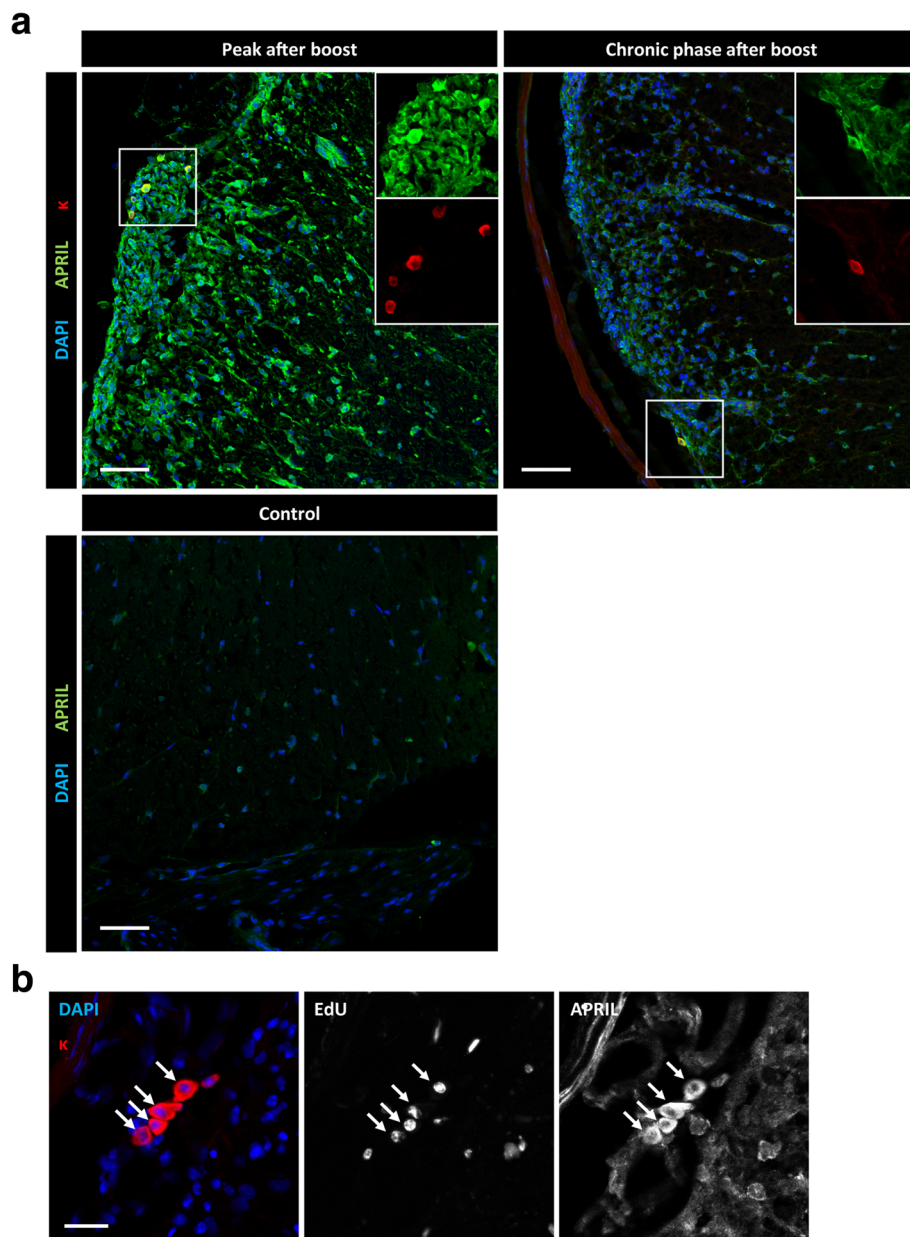 a
Peak after boost
Chronic phase after boost
DAPI APRIL κ
Control
DAPI APRIL
b
DAPI
κ
EdU
APRIL